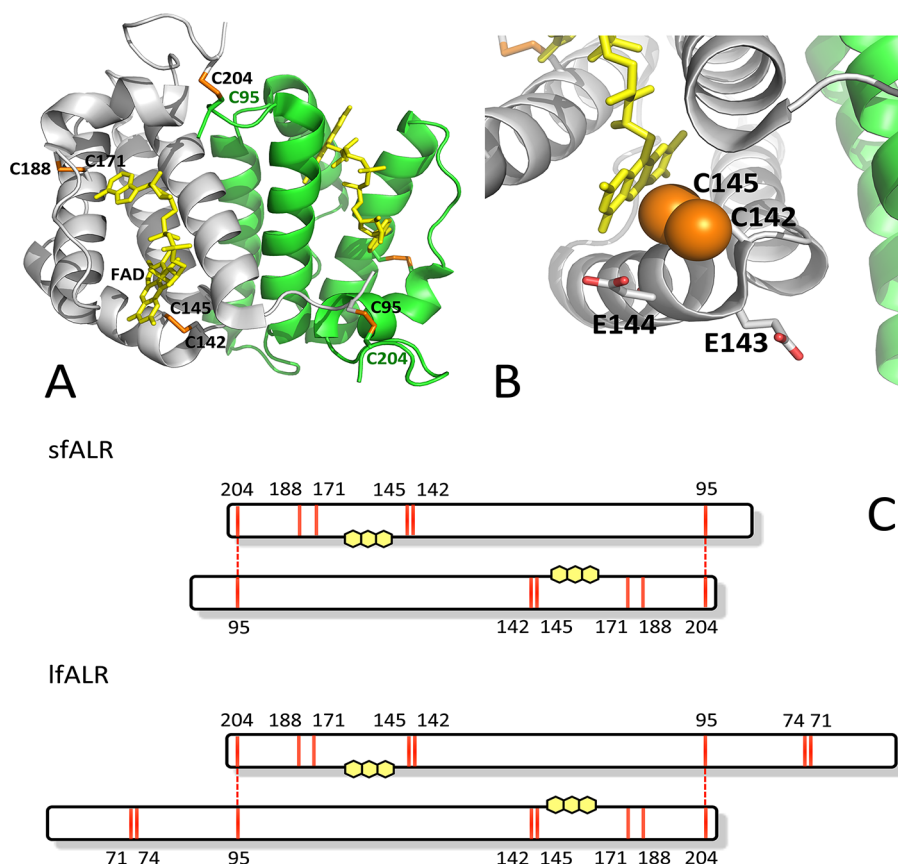 C204
C95
C188
C171
FAD
C145
C142
C95
C204
A
C145
C142
E144
E143
B
sfALR
204 188 171 145 142 95
C
95 142 145 171 188 204
lfALR
204 188 171 145 142 95 74 71
71 74 95 142 145 171 188 204